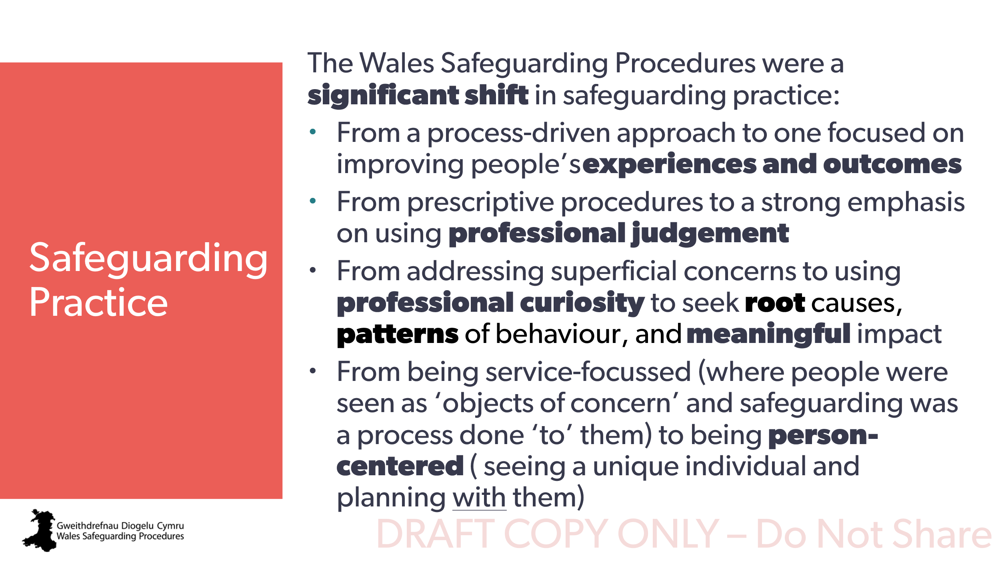 Safeguarding
Practice
The Wales Safeguarding Procedures were a
significant shift in safeguarding practice:
• From a process-driven approach to one focused on
improving people’s experiences and outcomes
• From prescriptive procedures to a strong emphasis
on using professional judgement
• From addressing superficial concerns to using
professional curiosity to seek root causes,
patterns of behaviour, and meaningful impact
• From being service-focussed (where people were
seen as ‘objects of concern’ and safeguarding was
a process done ‘to’ them) to being person-
centered ( seeing a unique individual and
planning with them)
Gweithdrefnau Diogelu Cymru
Wales Safeguarding Procedures
DRAFT COPY ONLY – Do Not Share